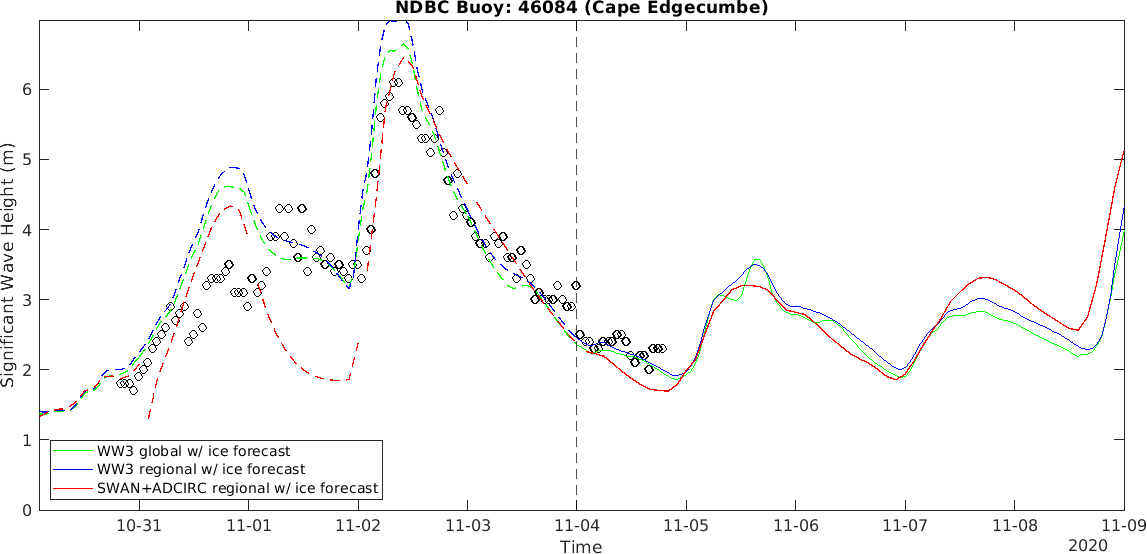 NDBC Buoy: 46084 (Cape Edgecumbe)
Significant Wave Height (m)
6
5
4
3
2
1
0
WW3 global w/ ice forecast
WW3 regional w/ ice forecast
SWAN+ADCIRC regional w/ ice forecast
10-31 11-01 11-02 11-03 11-04 11-05 11-06 11-07 11-08 11-09
Time
2020